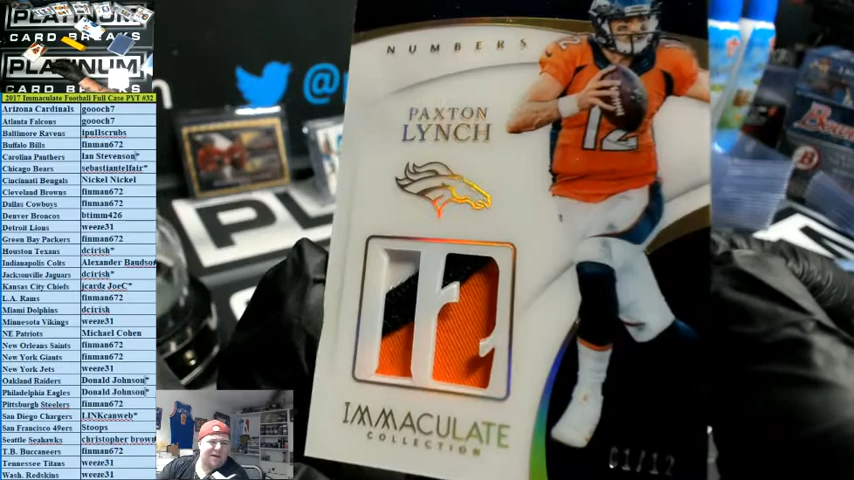 PLATINUM
CARD BREAKS
PLATINUM
CARD BREAKS
2017 Immaculate Football Full Case PYT #32
Arizona Cardinals goooch7
Atlanta Falcons goooch7
Baltimore Ravens ipullscrubs
Buffalo Bills finman672
Carolina Panthers Ian Stevenson*
Chicago Bears sebastiantelfair*
Cincinati Bengals Nickel Nickel
Cleveland Browns finman672
Dallas Cowboys finman672
Denver Broncos btimm426
Detroit Lions weeze31
Green Bay Packers finman672
Houston Texans dcirish*
Indianapolis Colts Alexander Baudson
Jacksonville Jaguars dcirish*
Kansas City Chiefs jcardz JoeC*
L.A. Rams finman672
Miami Dolphins dcirish
Minnesota Vikings weeze31
NE Patriots Michael Cohen
New Orleans Saints finman672
New York Giants finman672
New York Jets weeze31
Oakland Raiders Donald Johnson*
Philadelphia Eagles Donald Johnson*
Pittsburgh Steelers finman672
San Diego Chargers LINKcanweb*
San Francisco 49ers Stoops
Seattle Seahawks christopher brown
T.B. Buccaneers finman672
Tennessee Titans weeze31
Wash. Redskins weeze31
NUMBERS
PAXTON
LYNCH
12
12
IMMACULATE
COLLECTION
01/12
@
PL